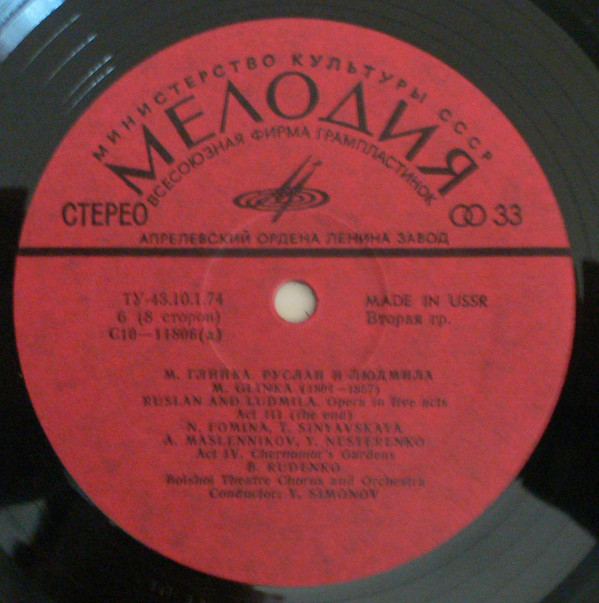 МИНИСТЕРСТВО КУЛЬТУРЫ СССР
МЕЛОДИЯ
ВСЕСОЮЗНАЯ ФИРМА ГРАМПЛАСТИНОК
СТЕРЕО 33
АПРЕЛЕВСКИЙ ОРДЕНА ЛЕНИНА ЗАВОД
ТУ-43.10.1.74 MADE IN USSR
6 (8 сторон) Вторая гр.
С10—11806(а)
М. ГЛИНКА. РУСЛАН И ЛЮДМИЛА
M. GLINKA (1804-1857)
RUSLAN AND LUDMILA. Opera in five acts
Act III (the end)
N. FOMINA, T. SINYAVSKAYA
A. MASLENNIKOV, Y. NESTERENKO
Act IV. Chernomor's Gardens
B. RUDENKO
Bolshoi Theatre Chorus and Orchestra
Conductor: Y. SIMONOV